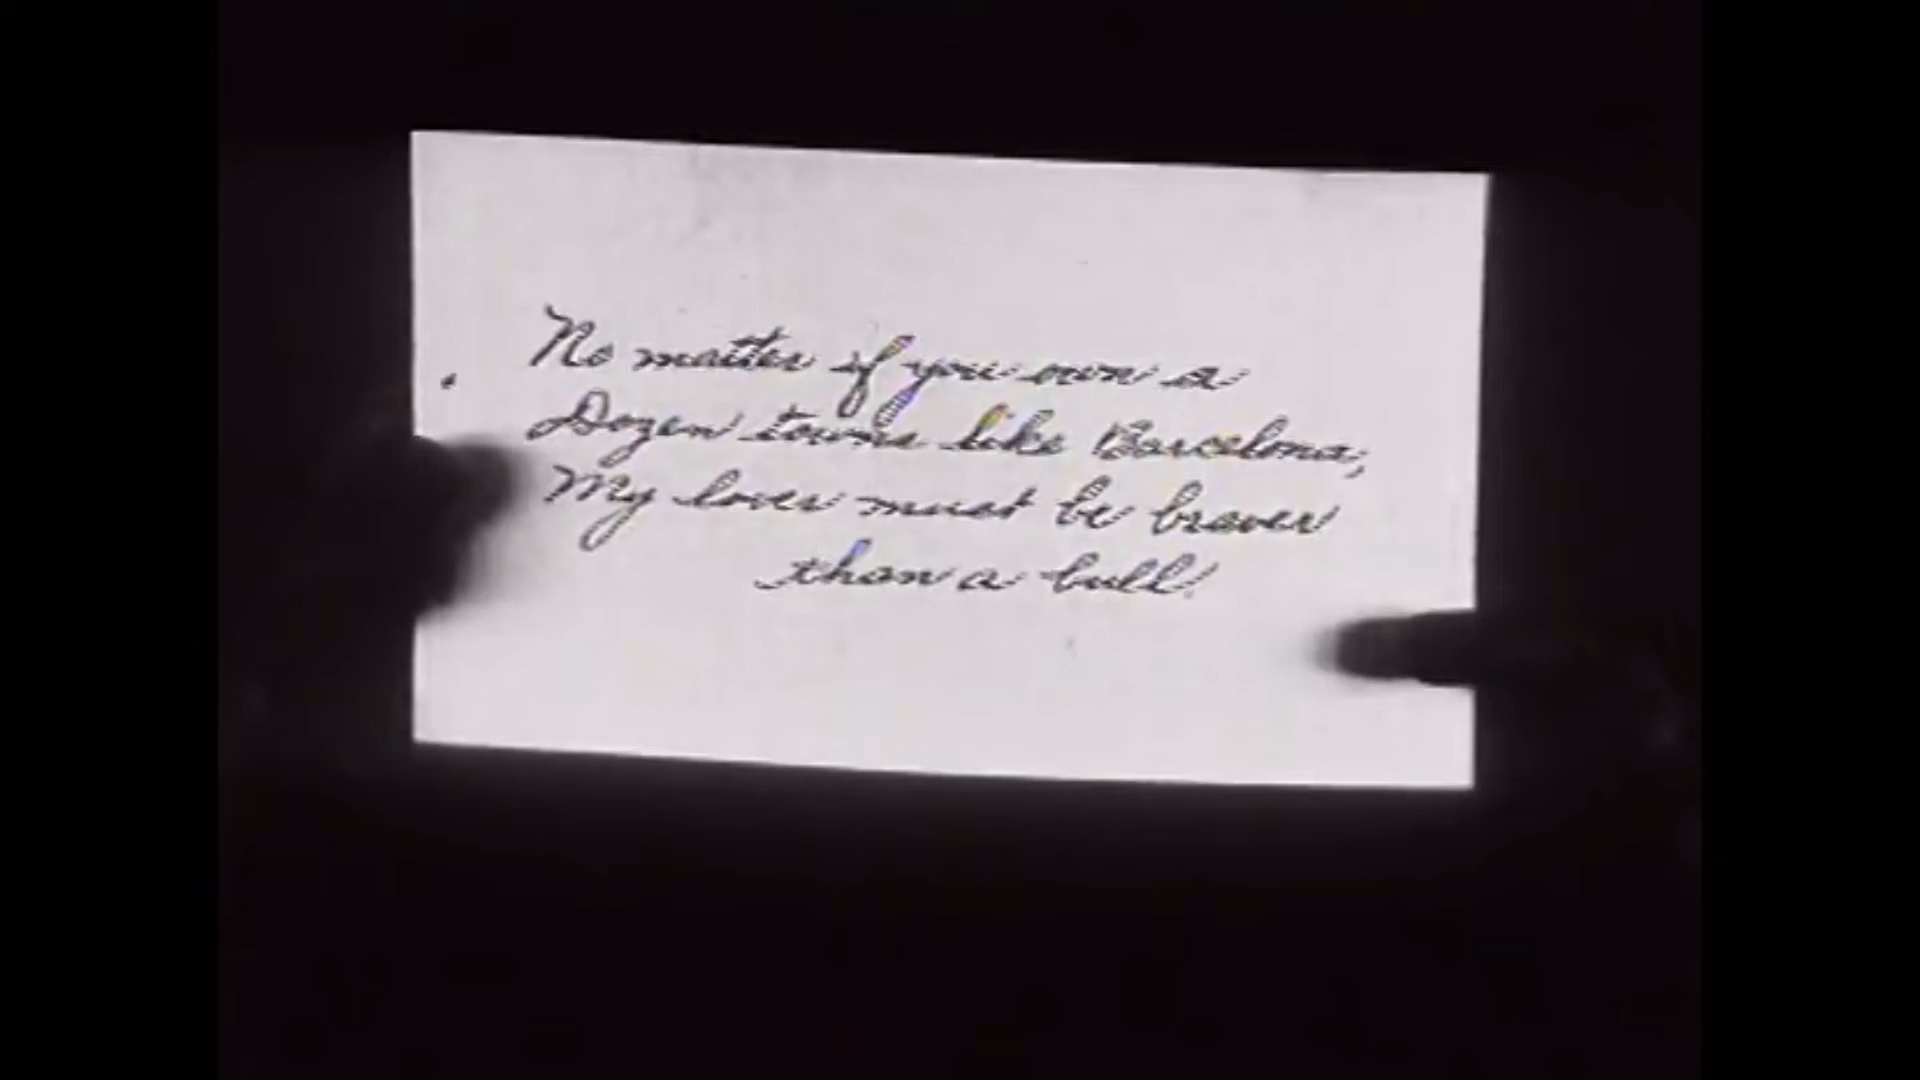 No matter if you own a
Dozen towns like Barcelona,
My lover must be braver
than a bull!